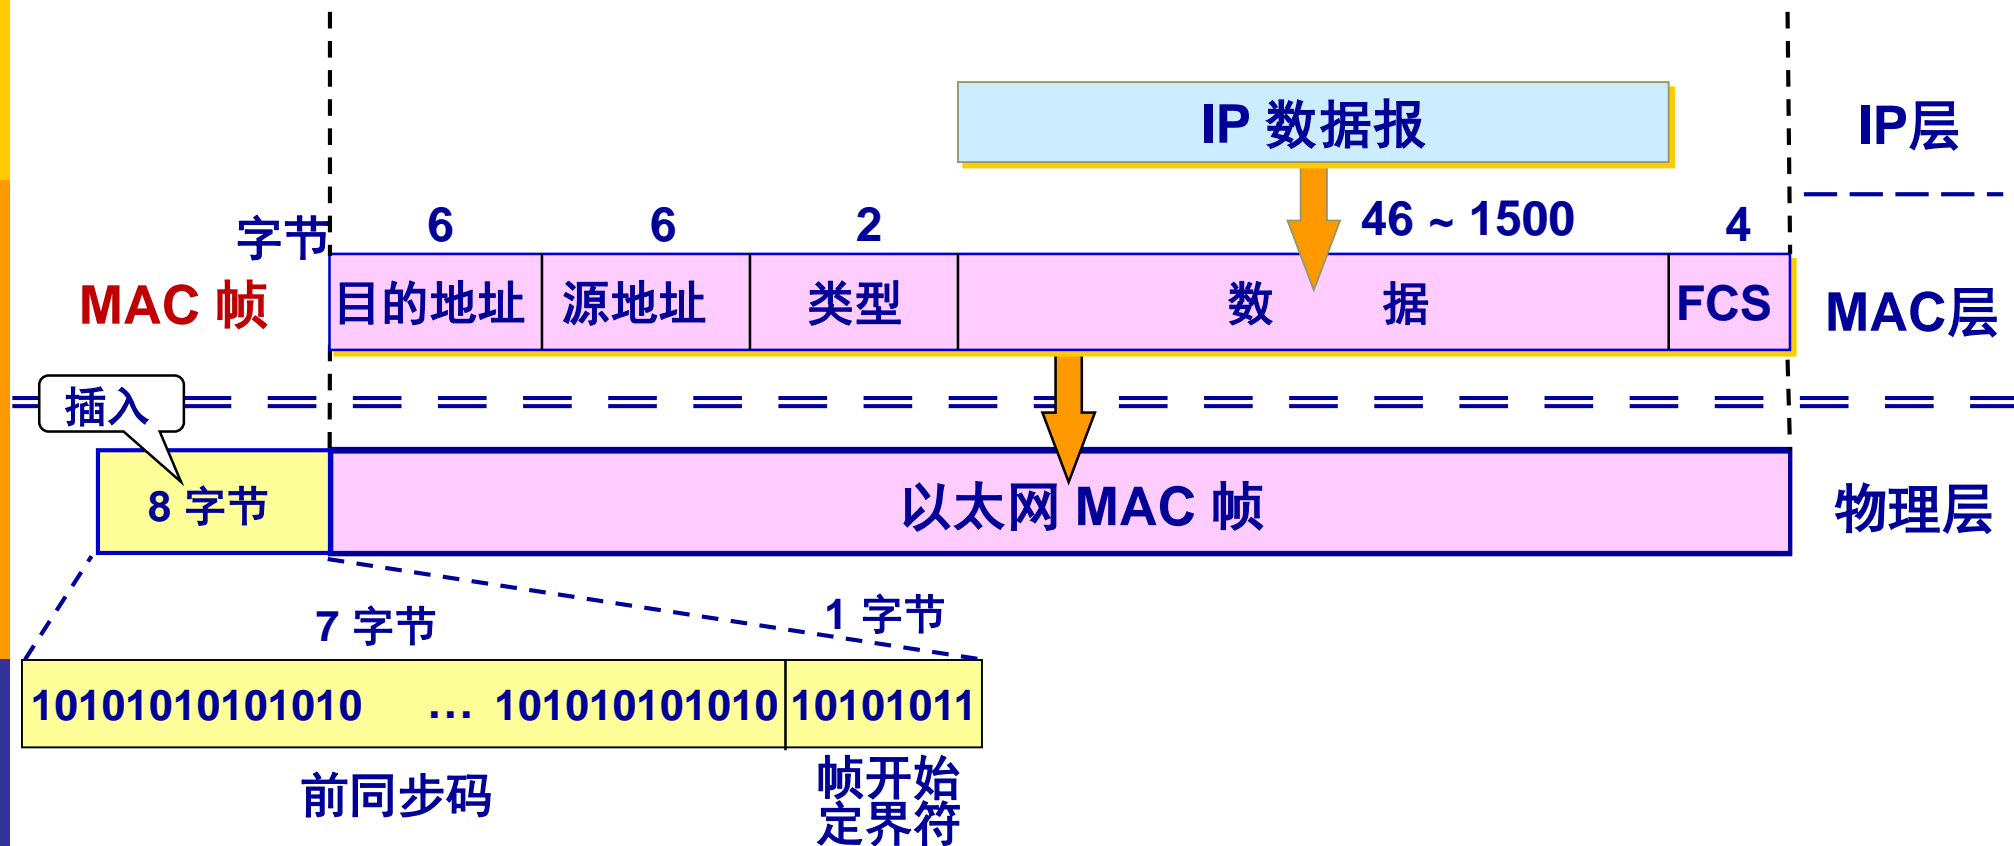 IP 数据报
IP层
字节 6 6 2 46 ~ 1500 4
MAC 帧 目的地址 源地址 类型 数 据 FCS MAC层
插入
8 字节 以太网 MAC 帧 物理层
7 字节 1 字节
10101010101010 … 101010101010 10101011
前同步码
帧开始
定界符